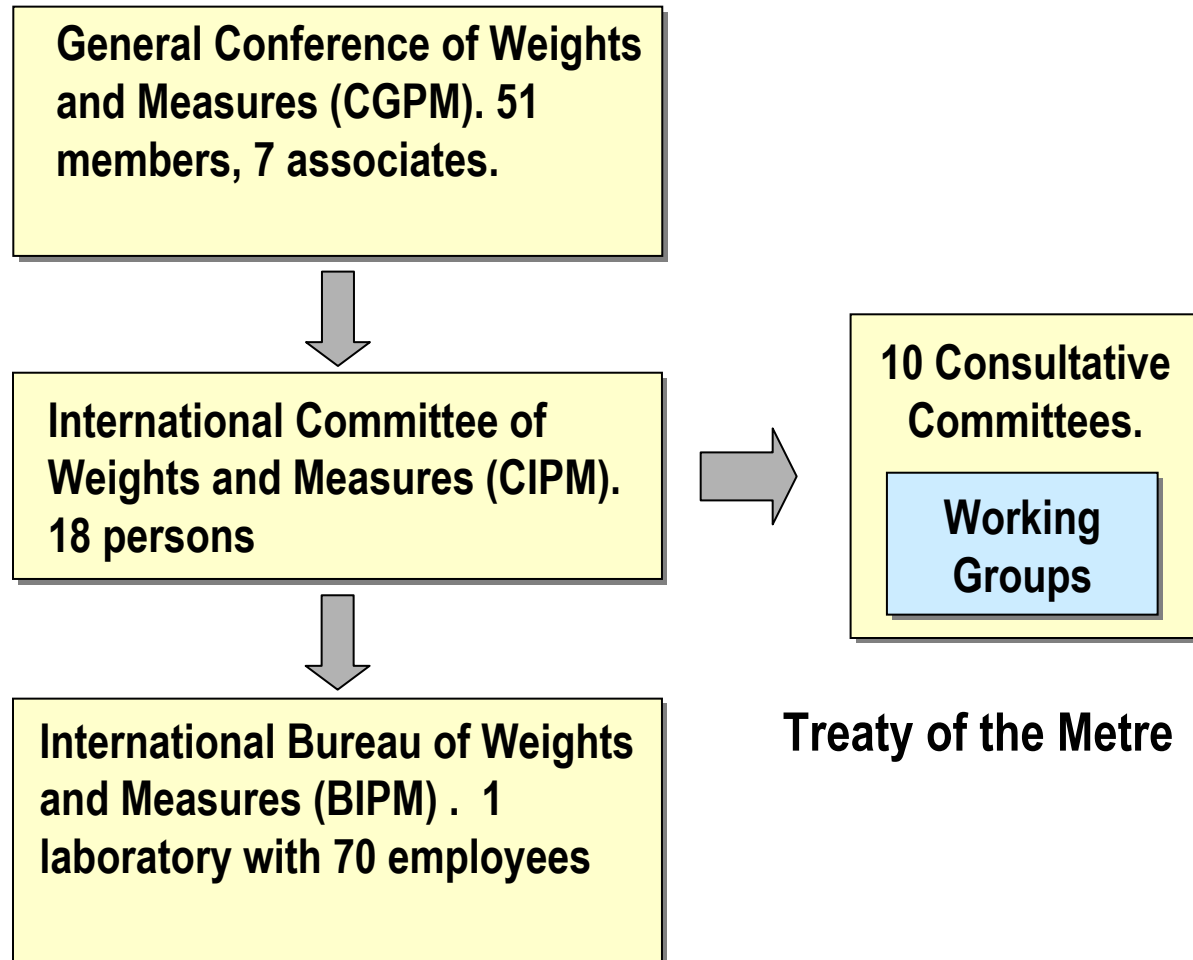 General Conference of Weights
and Measures (CGPM). 51
members, 7 associates.
International Committee of
Weights and Measures (CIPM).
18 persons
10 Consultative
Committees.
Working
Groups
International Bureau of Weights
and Measures (BIPM) .  1
laboratory with 70 employees
Treaty of the Metre